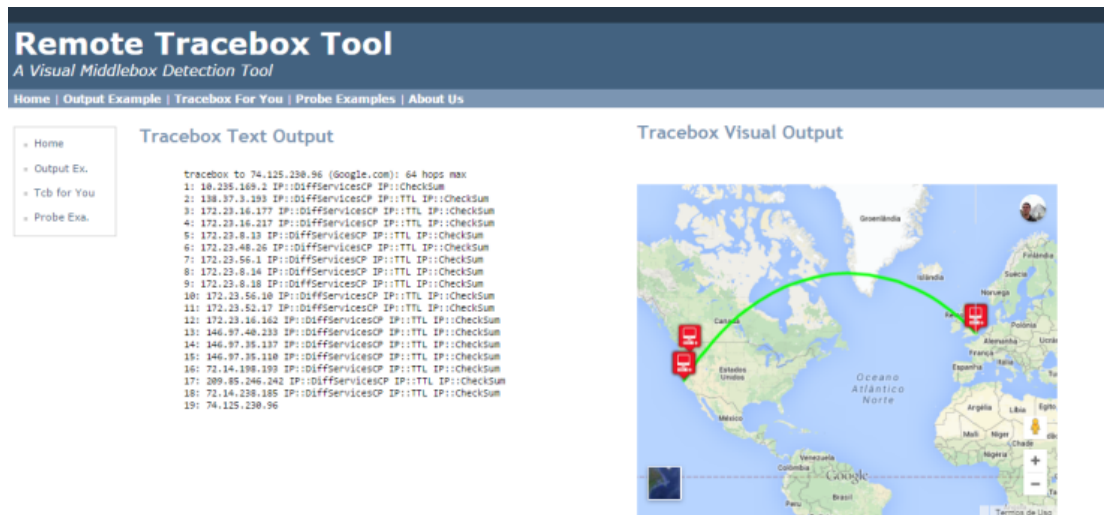 Remote Tracebox Tool
A Visual Middlebox Detection Tool
Home | Output Example | Tracebox For You | Probe Examples | About Us
Home
Output Ex.
Tcb for You
Probe Exa.
Tracebox Text Output
tracebox to 74.125.230.96 (Google.com): 64 hops max
1: 10.235.169.2 IP::DiffServicesCP IP::CheckSum
2: 138.37.3.193 IP::DiffServicesCP IP::TTL IP::CheckSum
3: 172.23.16.177 IP::DiffServicesCP IP::TTL IP::CheckSum
4: 172.23.16.217 IP::DiffServicesCP IP::TTL IP::CheckSum
5: 172.23.8.13 IP::DiffServicesCP IP::TTL IP::CheckSum
6: 172.23.48.26 IP::DiffServicesCP IP::TTL IP::CheckSum
7: 172.23.56.1 IP::DiffServicesCP IP::TTL IP::CheckSum
8: 172.23.8.14 IP::DiffServicesCP IP::TTL IP::CheckSum
9: 172.23.8.18 IP::DiffServicesCP IP::TTL IP::CheckSum
10: 172.23.56.10 IP::DiffServicesCP IP::TTL IP::CheckSum
11: 172.23.52.17 IP::DiffServicesCP IP::TTL IP::CheckSum
12: 172.23.16.162 IP::DiffServicesCP IP::TTL IP::CheckSum
13: 146.97.40.233 IP::DiffServicesCP IP::TTL IP::CheckSum
14: 146.97.35.137 IP::DiffServicesCP IP::TTL IP::CheckSum
15: 146.97.35.110 IP::DiffServicesCP IP::TTL IP::CheckSum
16: 72.14.198.193 IP::DiffServicesCP IP::TTL IP::CheckSum
17: 209.85.246.242 IP::DiffServicesCP IP::TTL IP::CheckSum
18: 72.14.238.185 IP::DiffServicesCP IP::TTL IP::CheckSum
19: 74.125.230.96
Tracebox Visual Output
Groenlândia
Finlândia
Islândia
Suécia
Noruega
Canadá
Polônia
Alemanha
França
Itália
Espanha
Estados
Unidos
Oceano
Atlântico
Norte
Argélia
Líbia
Egito
México
Mali
Níger
Chade
Nigéria
Venezuela
Colômbia
Google
Brasil
Peru
Termos de Uso